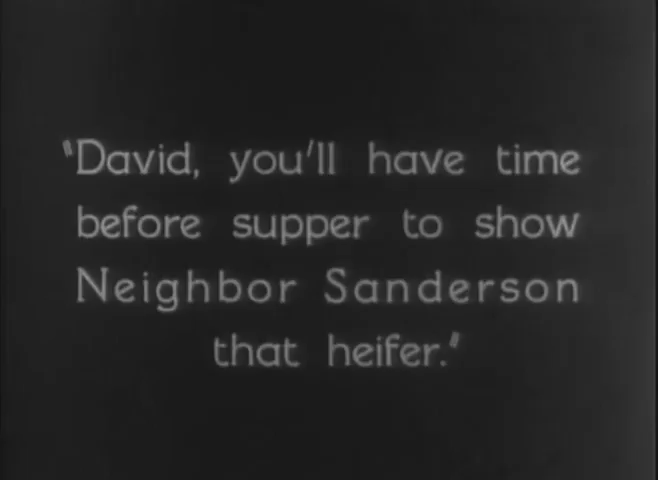 "David, you'll have time
before supper to show
Neighbor Sanderson
that heifer."